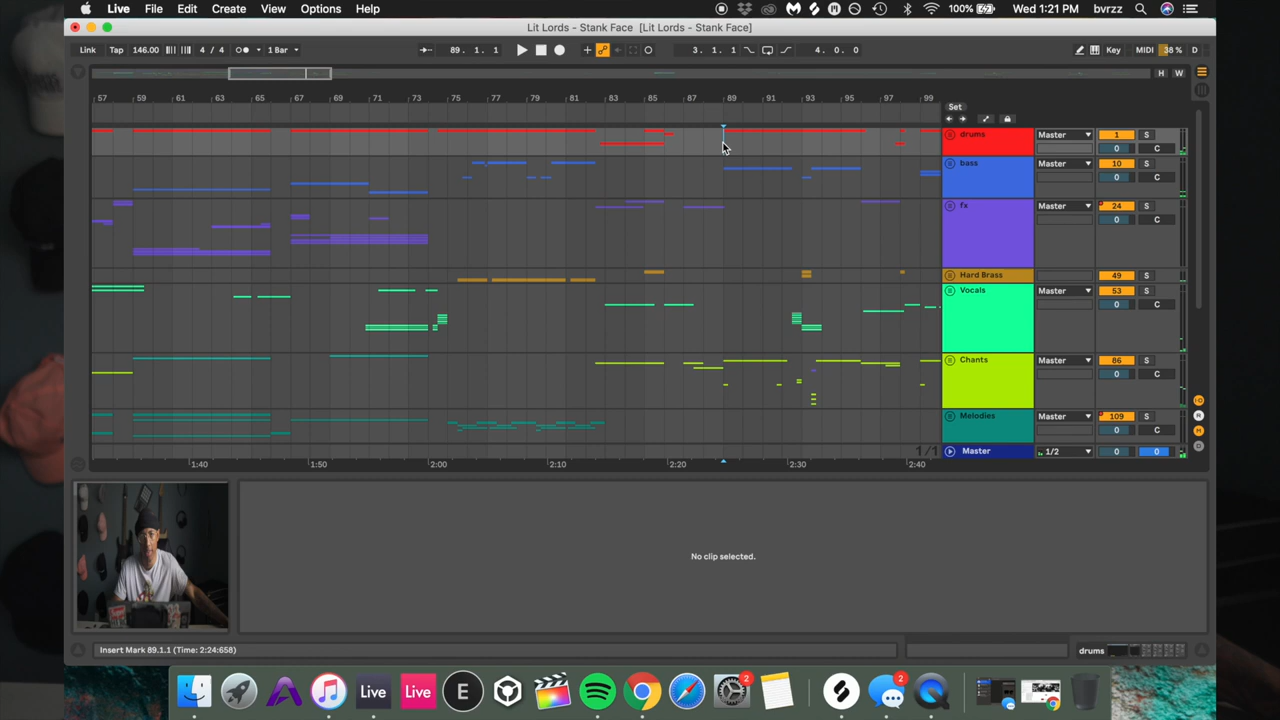 Live File Edit Create View Options Help 100% Wed 1:21 PM bvrzz
Lit Lords - Stank Face [Lit Lords - Stank Face]
Link Tap 146.00 4 / 4 1 Bar 89. 1. 1 3. 1. 1 4. 0. 0 Key MIDI 38 % D
H W
57 59 61 63 65 67 69 71 73 75 77 79 81 83 85 87 89 91 93 95 97 99
Set
drums Master 1 S
0 C
bass Master 10 S
0 C
fx Master 24 S
0 C
Hard Brass 49 S
Vocals Master 53 S
0 C
Chants Master 86 S
0 C
Melodies Master 109 S
0 C
1/1 Master 1/2 0 0
1:40 1:50 2:00 2:10 2:20 2:30 2:40
No clip selected.
Insert Mark 89.1.1 (Time: 2:24:658) drums
Live Live E 2 2